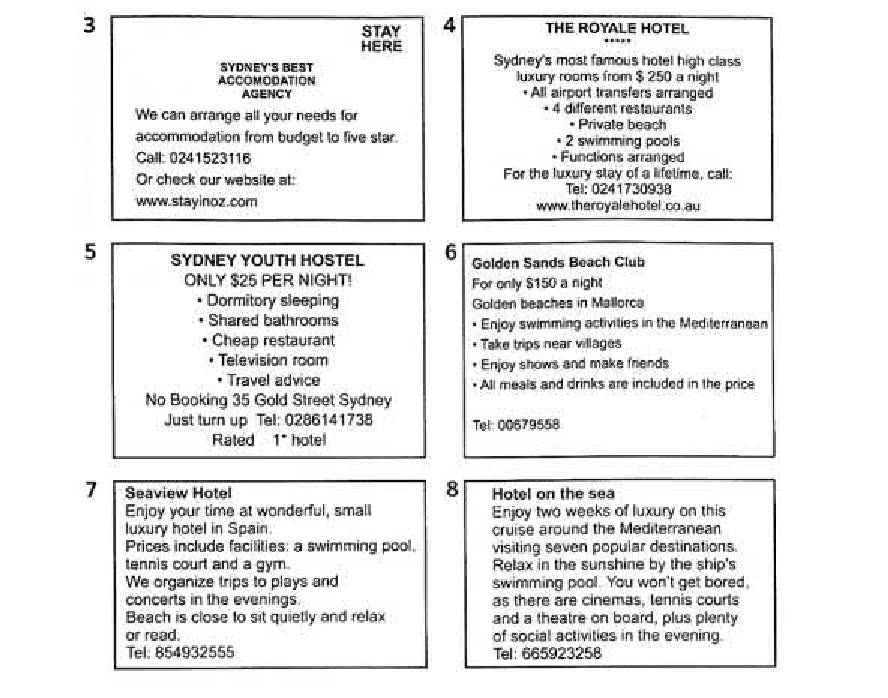 3
STAY
HERE
SYDNEY'S BEST
ACCOMODATION
AGENCY
We can arrange all your needs for
accommodation from budget to five star.
Call: 0241523116
Or check our website at:
www.stayinoz.com
4
THE ROYALE HOTEL
*****
Sydney's most famous hotel high class
luxury rooms from $ 250 a night
• All airport transfers arranged
• 4 different restaurants
• Private beach
• 2 swimming pools
• Functions arranged
For the luxury stay of a lifetime, call:
Tel: 0241730938
www.theroyalehotel.co.au
5
SYDNEY YOUTH HOSTEL
ONLY $25 PER NIGHT!
• Dormitory sleeping
• Shared bathrooms
• Cheap restaurant
• Television room
• Travel advice
No Booking 35 Gold Street Sydney
Just turn up Tel: 0286141738
Rated 1* hotel
6
Golden Sands Beach Club
For only $150 a night
Golden beaches in Mallorca
• Enjoy swimming activities in the Mediterranean
• Take trips near villages
• Enjoy shows and make friends
• All meals and drinks are included in the price
Tel: 00679558
7
Seaview Hotel
Enjoy your time at wonderful, small
luxury hotel in Spain.
Prices include facilities: a swimming pool,
tennis court and a gym.
We organize trips to plays and
concerts in the evenings.
Beach is close to sit quietly and relax
or read.
Tel: 854932555
8
Hotel on the sea
Enjoy two weeks of luxury on this
cruise around the Mediterranean
visiting seven popular destinations.
Relax in the sunshine by the ship's
swimming pool. You won't get bored,
as there are cinemas, tennis courts
and a theatre on board, plus plenty
of social activities in the evening.
Tel: 665923258